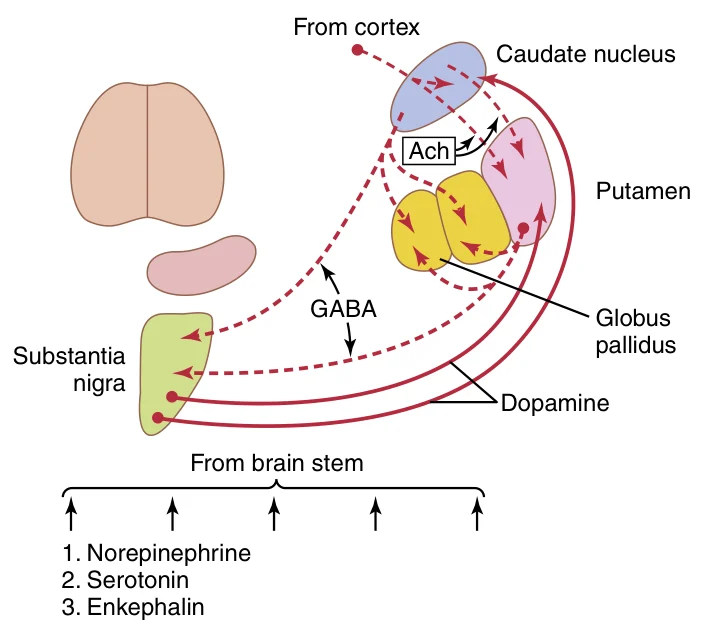 From cortex
Caudate nucleus
Ach
Putamen
GABA
Globus
pallidus
Substantia
nigra
Dopamine
From brain stem
1. Norepinephrine
2. Serotonin
3. Enkephalin